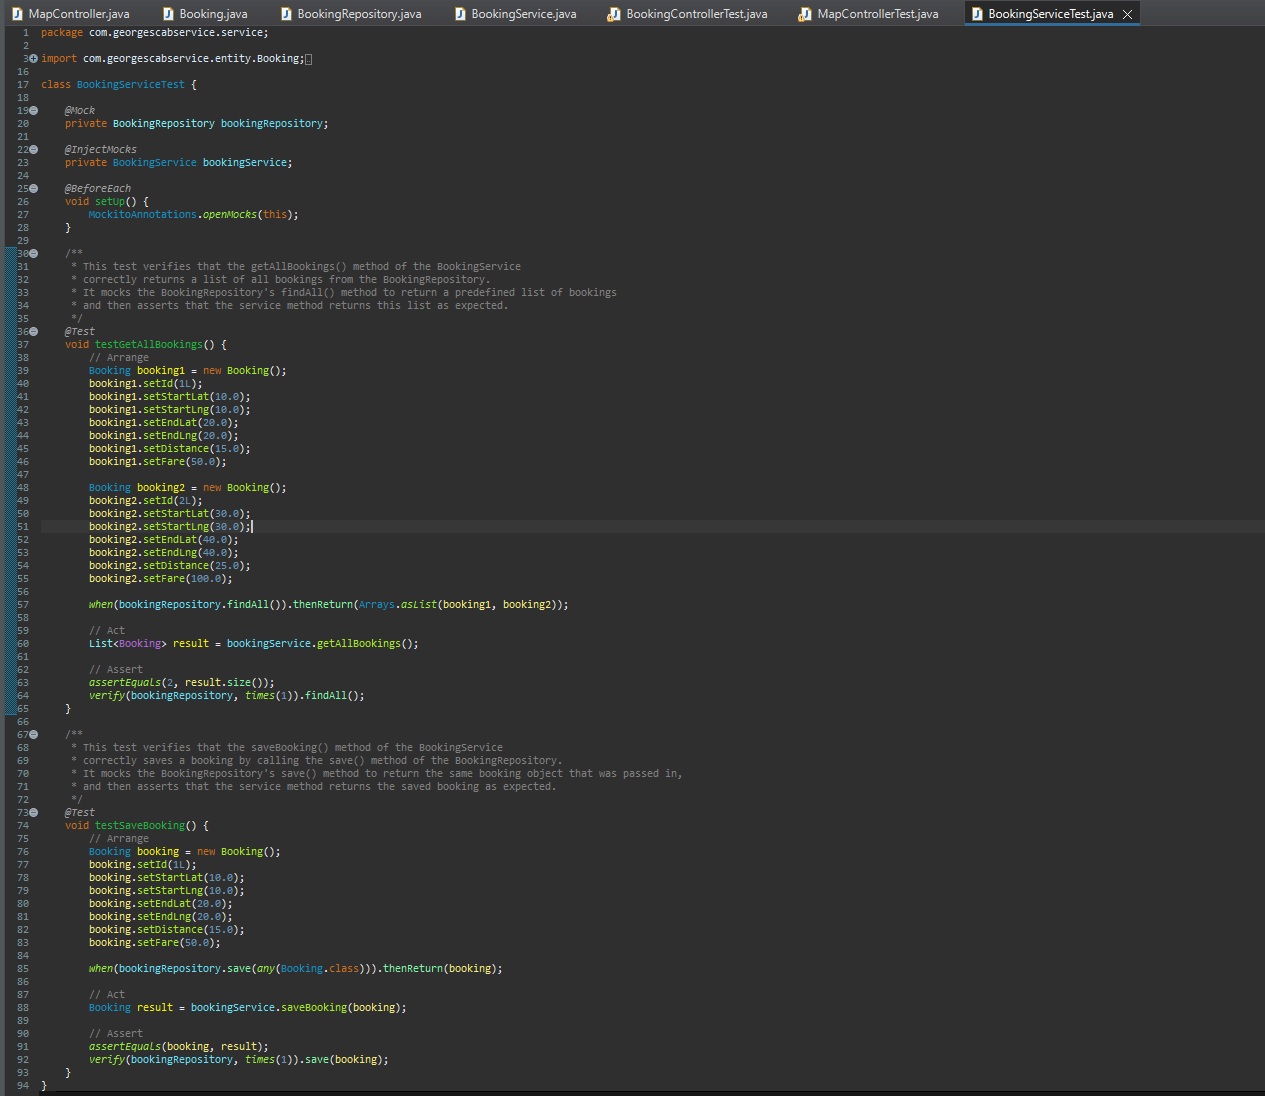 MapController.java Booking.java BookingRepository.java BookingService.java BookingControllerTest.java MapControllerTest.java BookingServiceTest.java
1 package com.georgescabservice.service;
2
3 import com.georgescabservice.entity.Booking;
16
17 class BookingServiceTest {
18
19 @Mock
20 private BookingRepository bookingRepository;
21
22 @InjectMocks
23 private BookingService bookingService;
24
25 @BeforeEach
26 void setUp() {
27 MockitoAnnotations.openMocks(this);
28 }
29
30 /**
31 * This test verifies that the getAllBookings() method of the BookingService
32 * correctly returns a list of all bookings from the BookingRepository.
33 * It mocks the BookingRepository's findAll() method to return a predefined list of bookings
34 * and then asserts that the service method returns this list as expected.
35 */
36 @Test
37 void testGetAllBookings() {
38 // Arrange
39 Booking booking1 = new Booking();
40 booking1.setId(1L);
41 booking1.setStartLat(10.0);
42 booking1.setStartLng(10.0);
43 booking1.setEndLat(20.0);
44 booking1.setEndLng(20.0);
45 booking1.setDistance(15.0);
46 booking1.setFare(50.0);
47
48 Booking booking2 = new Booking();
49 booking2.setId(2L);
50 booking2.setStartLat(30.0);
51 booking2.setStartLng(30.0);
52 booking2.setEndLat(40.0);
53 booking2.setEndLng(40.0);
54 booking2.setDistance(25.0);
55 booking2.setFare(100.0);
56
57 when(bookingRepository.findAll()).thenReturn(Arrays.asList(booking1, booking2));
58
59 // Act
60 List<Booking> result = bookingService.getAllBookings();
61
62 // Assert
63 assertEquals(2, result.size());
64 verify(bookingRepository, times(1)).findAll();
65 }
66
67 /**
68 * This test verifies that the saveBooking() method of the BookingService
69 * correctly saves a booking by calling the save() method of the BookingRepository.
70 * It mocks the BookingRepository's save() method to return the same booking object that was passed in,
71 * and then asserts that the service method returns the saved booking as expected.
72 */
73 @Test
74 void testSaveBooking() {
75 // Arrange
76 Booking booking = new Booking();
77 booking.setId(1L);
78 booking.setStartLat(10.0);
79 booking.setStartLng(10.0);
80 booking.setEndLat(20.0);
81 booking.setEndLng(20.0);
82 booking.setDistance(15.0);
83 booking.setFare(50.0);
84
85 when(bookingRepository.save(any(Booking.class))).thenReturn(booking);
86
87 // Act
88 Booking result = bookingService.saveBooking(booking);
89
90 // Assert
91 assertEquals(booking, result);
92 verify(bookingRepository, times(1)).save(booking);
93 }
94 }